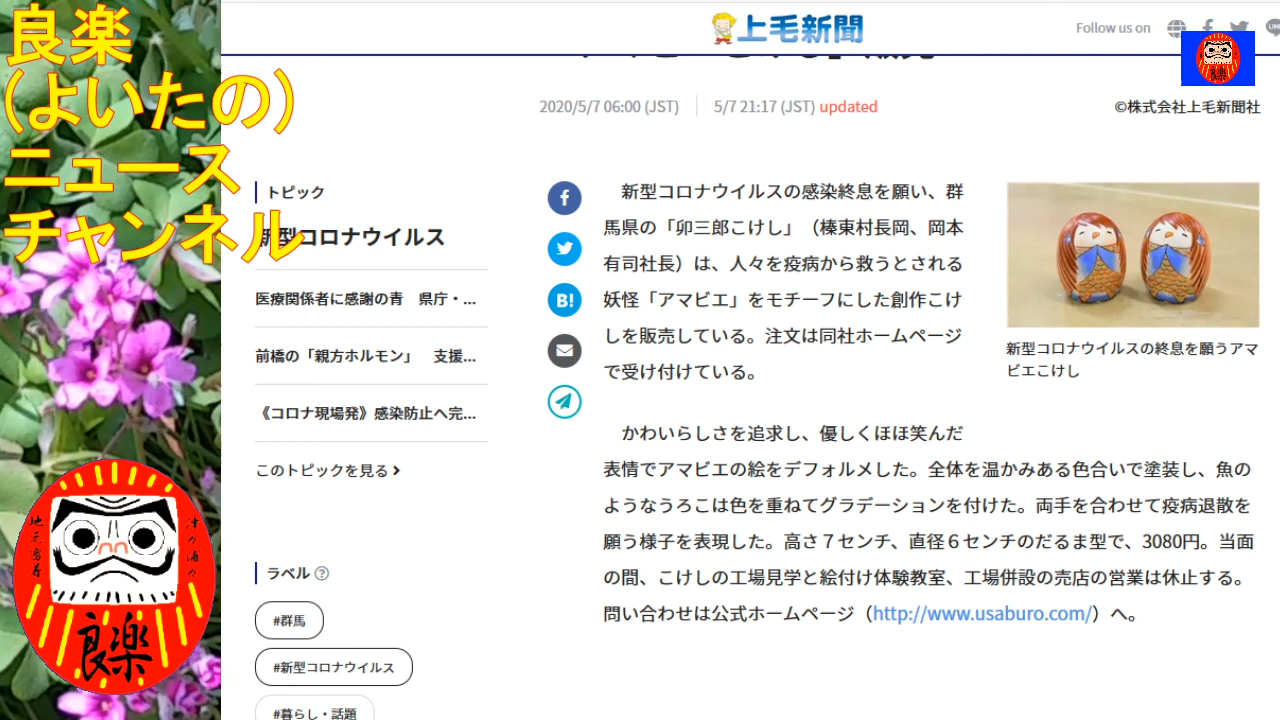 良楽
(よいたの)
ニュース
チャンネル
地元密着
津々浦々
良樂
上毛新聞
Follow us on
2020/5/7 06:00 (JST)
5/7 21:17 (JST) updated
©株式会社上毛新聞社
トピック
新型コロナウイルス
医療関係者に感謝の青　県庁・...
前橋の「親方ホルモン」　支援...
《コロナ現場発》感染防止へ完...
このトピックを見る
ラベル
#群馬
#新型コロナウイルス
#暮らし・話題
　新型コロナウイルスの感染終息を願い、群
馬県の「卯三郎こけし」（榛東村長岡、岡本
有司社長）は、人々を疫病から救うとされる
妖怪「アマビエ」をモチーフにした創作こけ
しを販売している。注文は同社ホームページ
で受け付けている。
　かわいらしさを追求し、優しくほほ笑んだ
表情でアマビエの絵をデフォルメした。全体を温かみある色合いで塗装し、魚の
ようなうろこは色を重ねてグラデーションを付けた。両手を合わせて疫病退散を
願う様子を表現した。高さ７センチ、直径６センチのだるま型で、3080円。当面
の間、こけしの工場見学と絵付け体験教室、工場併設の売店の営業は休止する。
問い合わせは公式ホームページ（http://www.usaburo.com/）へ。
新型コロナウイルスの終息を願うアマ
ビエこけし